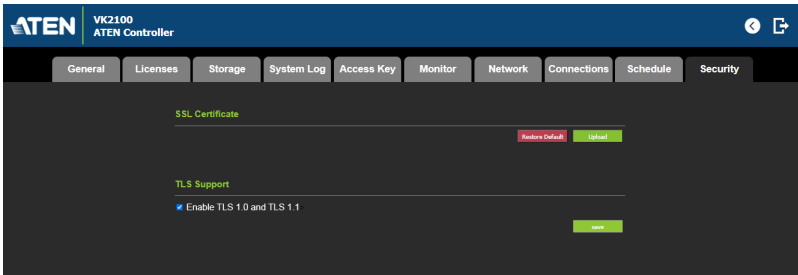 ATEN
VK2100
ATEN Controller
General Licenses Storage System Log Access Key Monitor Network Connections Schedule Security
SSL Certificate
Restore Default Upload
TLS Support
Enable TLS 1.0 and TLS 1.1
save